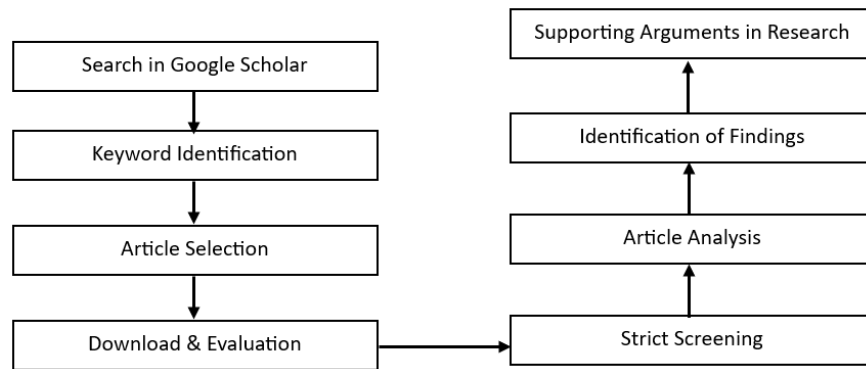 Search in Google Scholar
Keyword Identification
Article Selection
Download & Evaluation
Strict Screening
Article Analysis
Identification of Findings
Supporting Arguments in Research